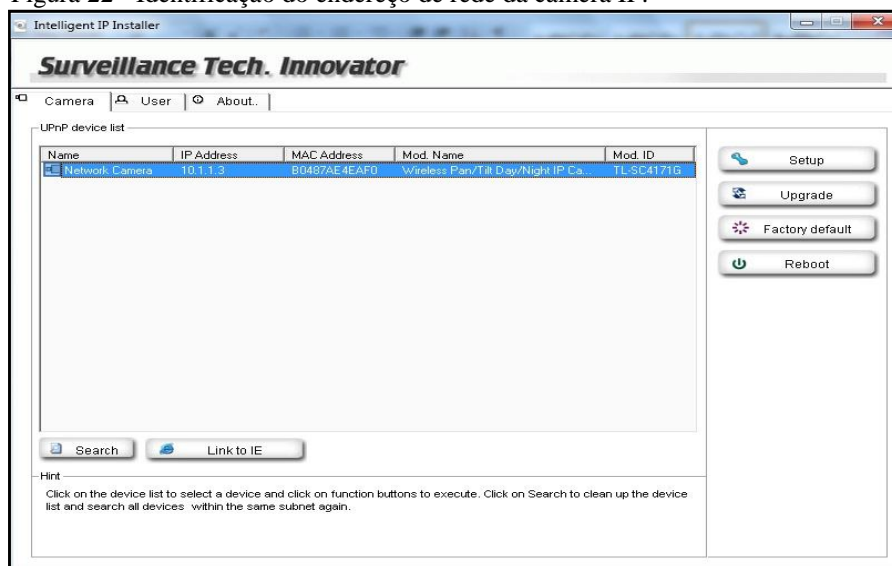 Figura 22 - Identificação do endereço de rede da câmera IP.
Intelligent IP Installer
Surveillance Tech. Innovator
Camera User About..
UPnP device list
Name IP Address MAC Address Mod. Name Mod. ID
Network Camera 10.1.1.3 B0487AE4EAF0 Wireless Pan/Tilt Day/Night IP Ca... TL-SC4171G
Setup
Upgrade
Factory default
Reboot
Search Link to IE
Hint
Click on the device list to select a device and click on function buttons to execute. Click on Search to clean up the device
list and search all devices within the same subnet again.